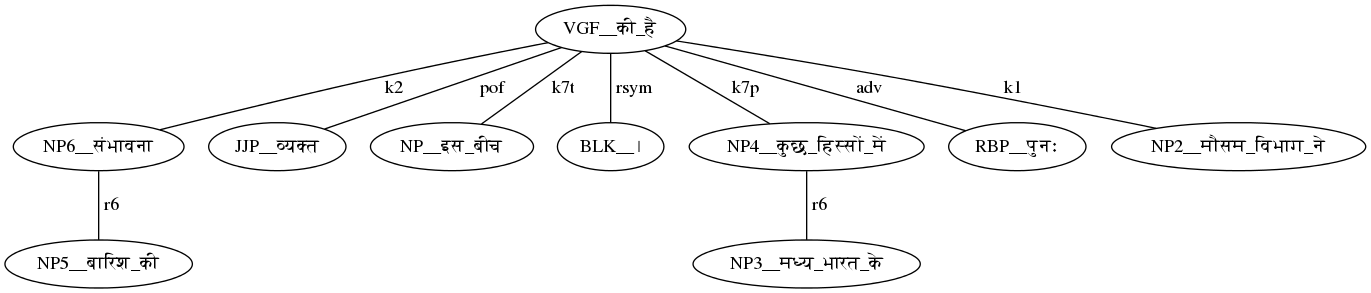 VGF__की_है
k2
pof
k7t
rsym
k7p
adv
k1
NP6__संभावना
JJP__व्यक्त
NP__इस_बीच
BLK__।
NP4__कुछ_हिस्सों_में
RBP__पुनः
NP2__मौसम_विभाग_ने
r6
r6
NP5__बारिश_की
NP3__मध्य_भारत_के